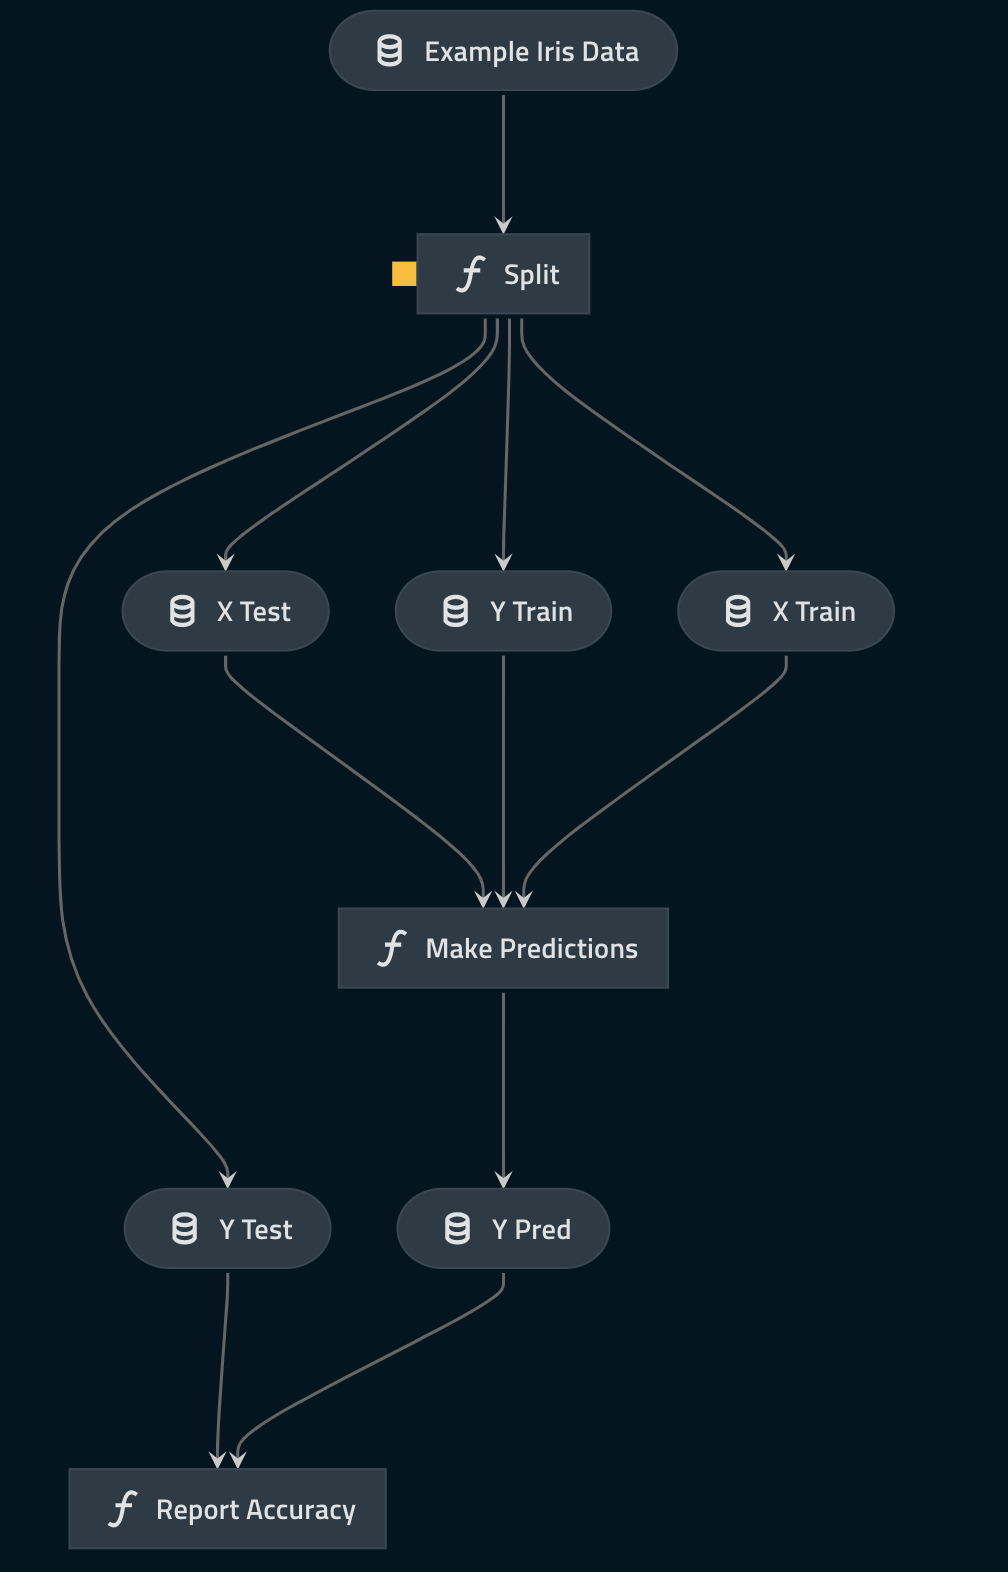 Example Iris Data
Split
X Test
Y Train
X Train
Make Predictions
Y Test
Y Pred
Report Accuracy